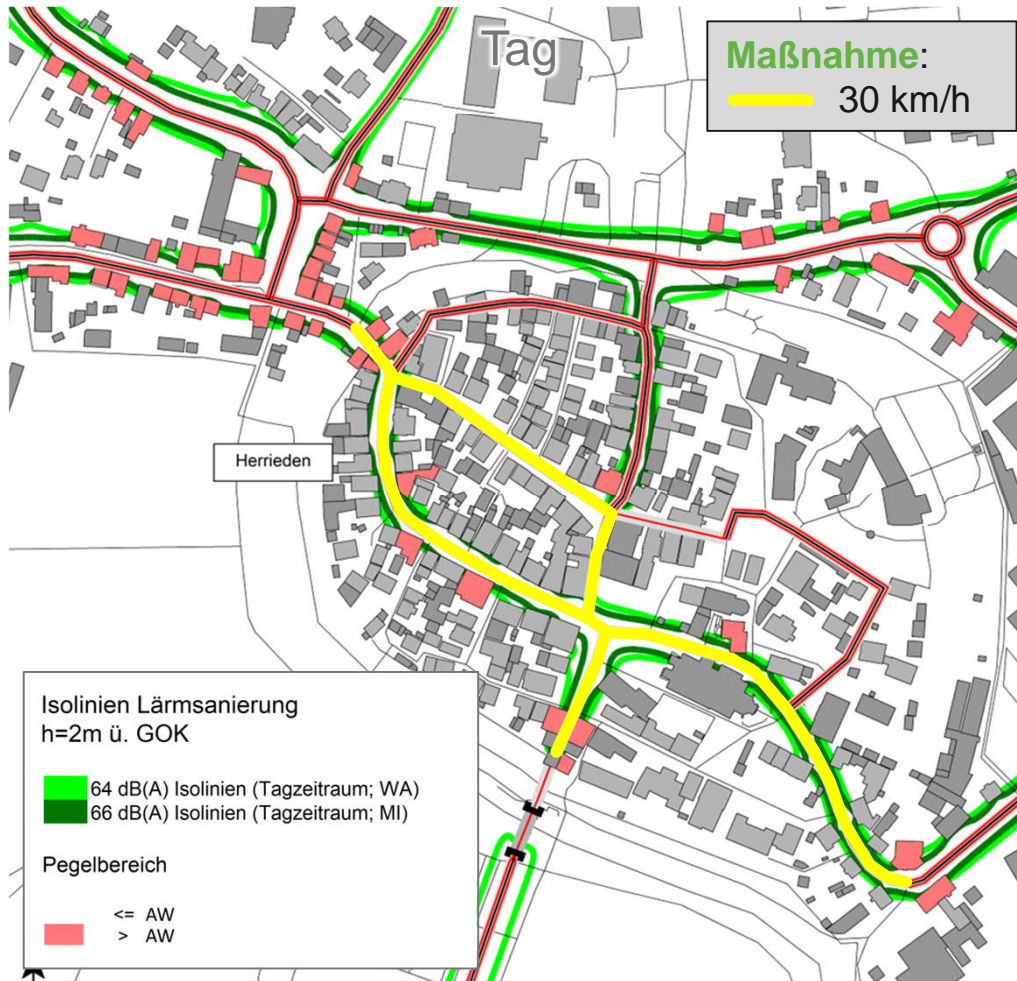 Tag
Maßnahme:
30 km/h
Herrieden
Isolinien Lärmsanierung
h=2m ü. GOK
64 dB(A) Isolinien (Tagzeitraum; WA)
66 dB(A) Isolinien (Tagzeitraum; MI)
Pegelbereich
<= AW
> AW